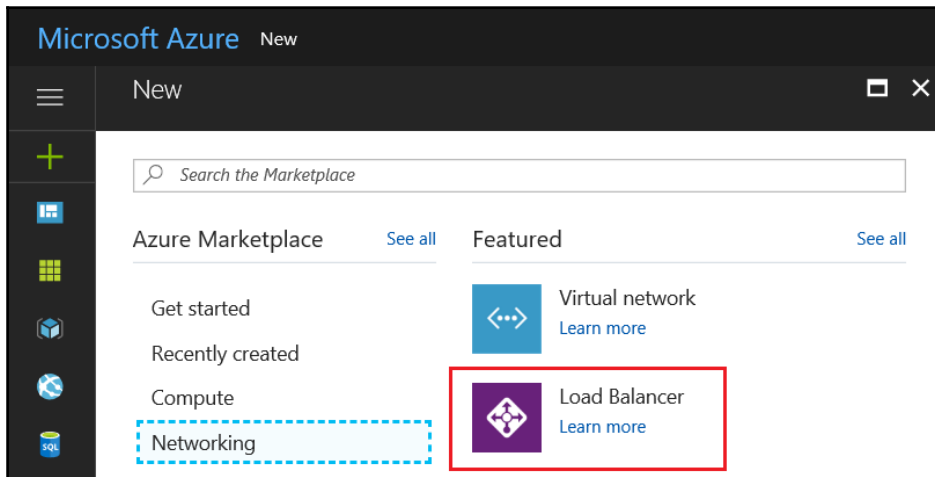 Microsoft Azure New
New
Search the Marketplace
Azure Marketplace See all
Featured See all
Get started
Recently created
Compute
Networking
Virtual network
Learn more
Load Balancer
Learn more
SQL